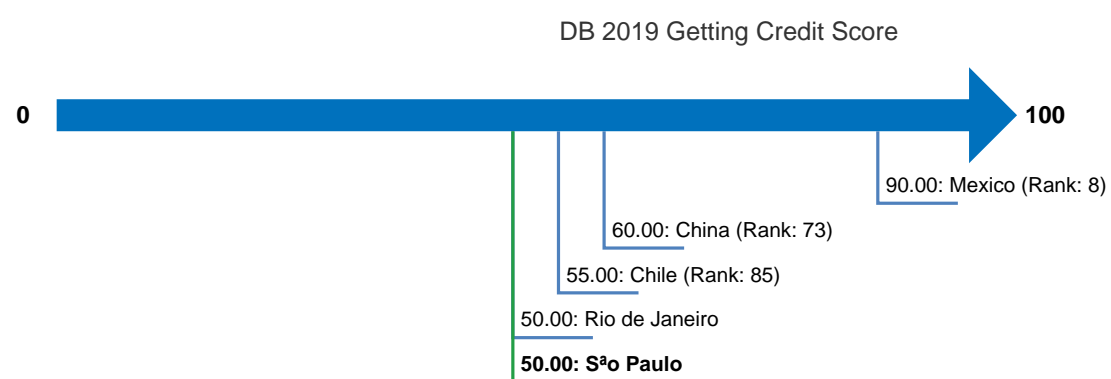 DB 2019 Getting Credit Score
0
100
90.00: Mexico (Rank: 8)
60.00: China (Rank: 73)
55.00: Chile (Rank: 85)
50.00: Rio de Janeiro
50.00: Sªo Paulo